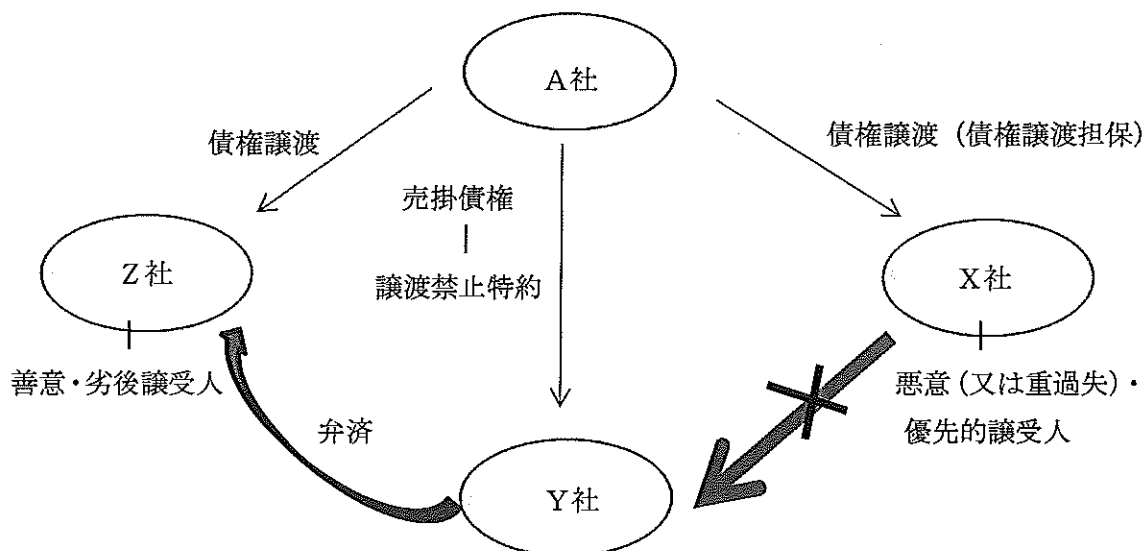 A社
債権譲渡
債権譲渡（債権譲渡担保）
売掛債権
譲渡禁止特約
Z社
X社
善意・劣後譲受人
悪意（又は重過失）・
優先的譲受人
弁済
Y社